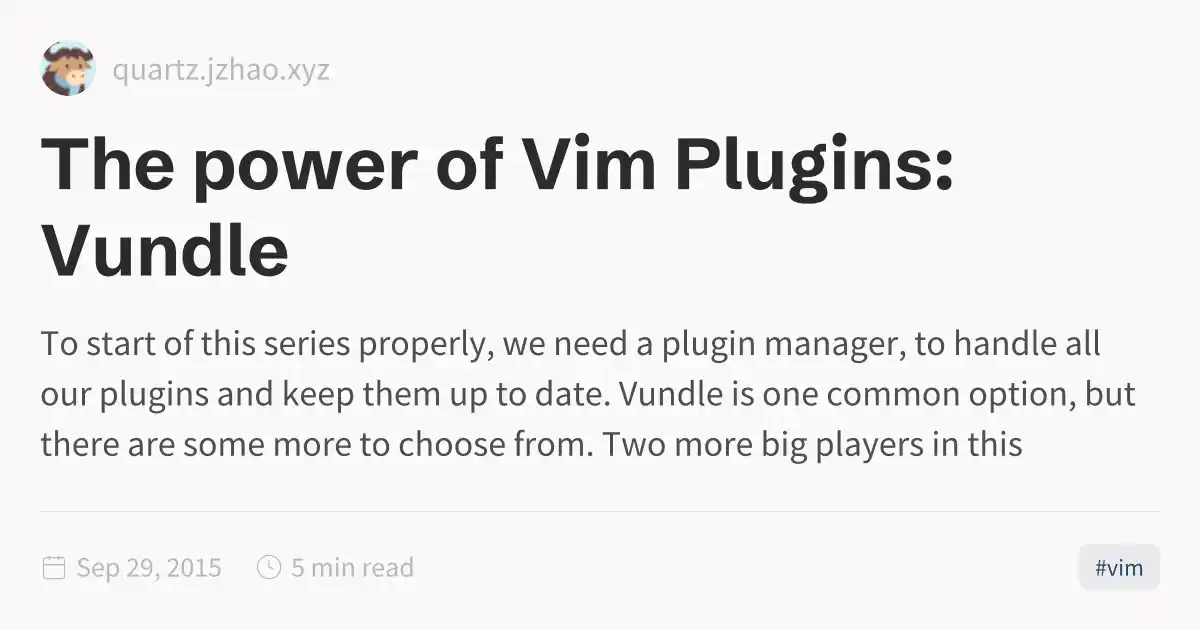 quartz.jzhao.xyz
The power of Vim Plugins:
Vundle
To start of this series properly, we need a plugin manager, to handle all
our plugins and keep them up to date. Vundle is one common option, but
there are some more to choose from. Two more big players in this
Sep 29, 2015 5 min read #vim